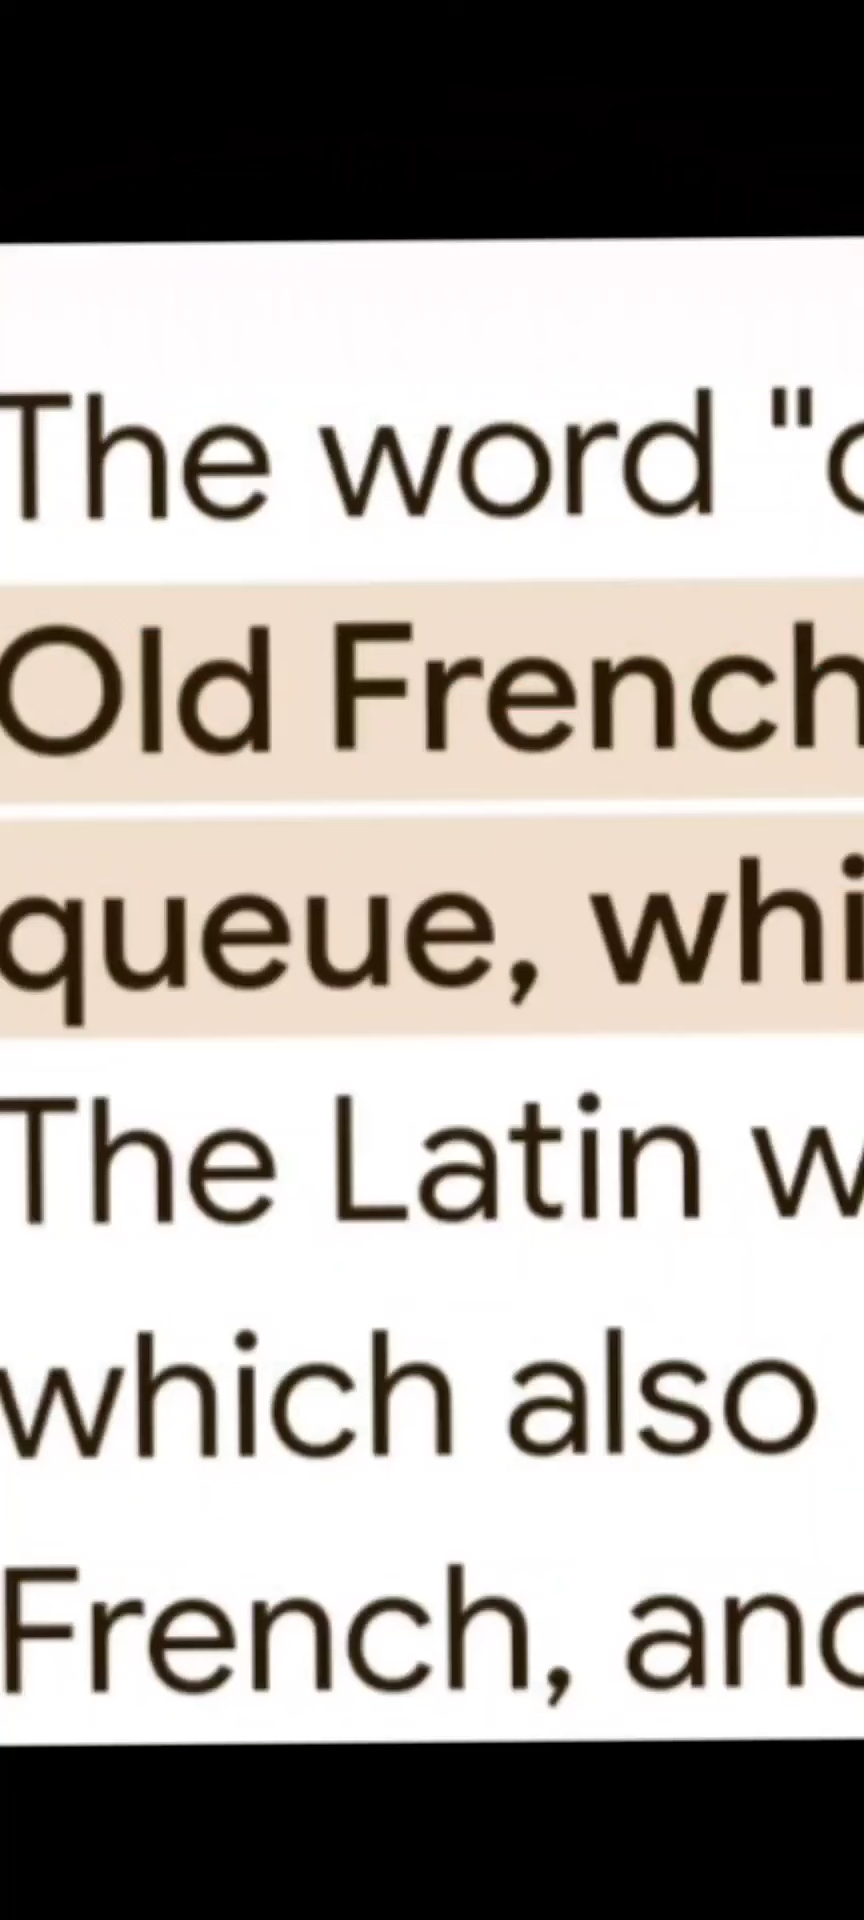 The word "c
Old French
queue, whi
The Latin w
which also
French, and